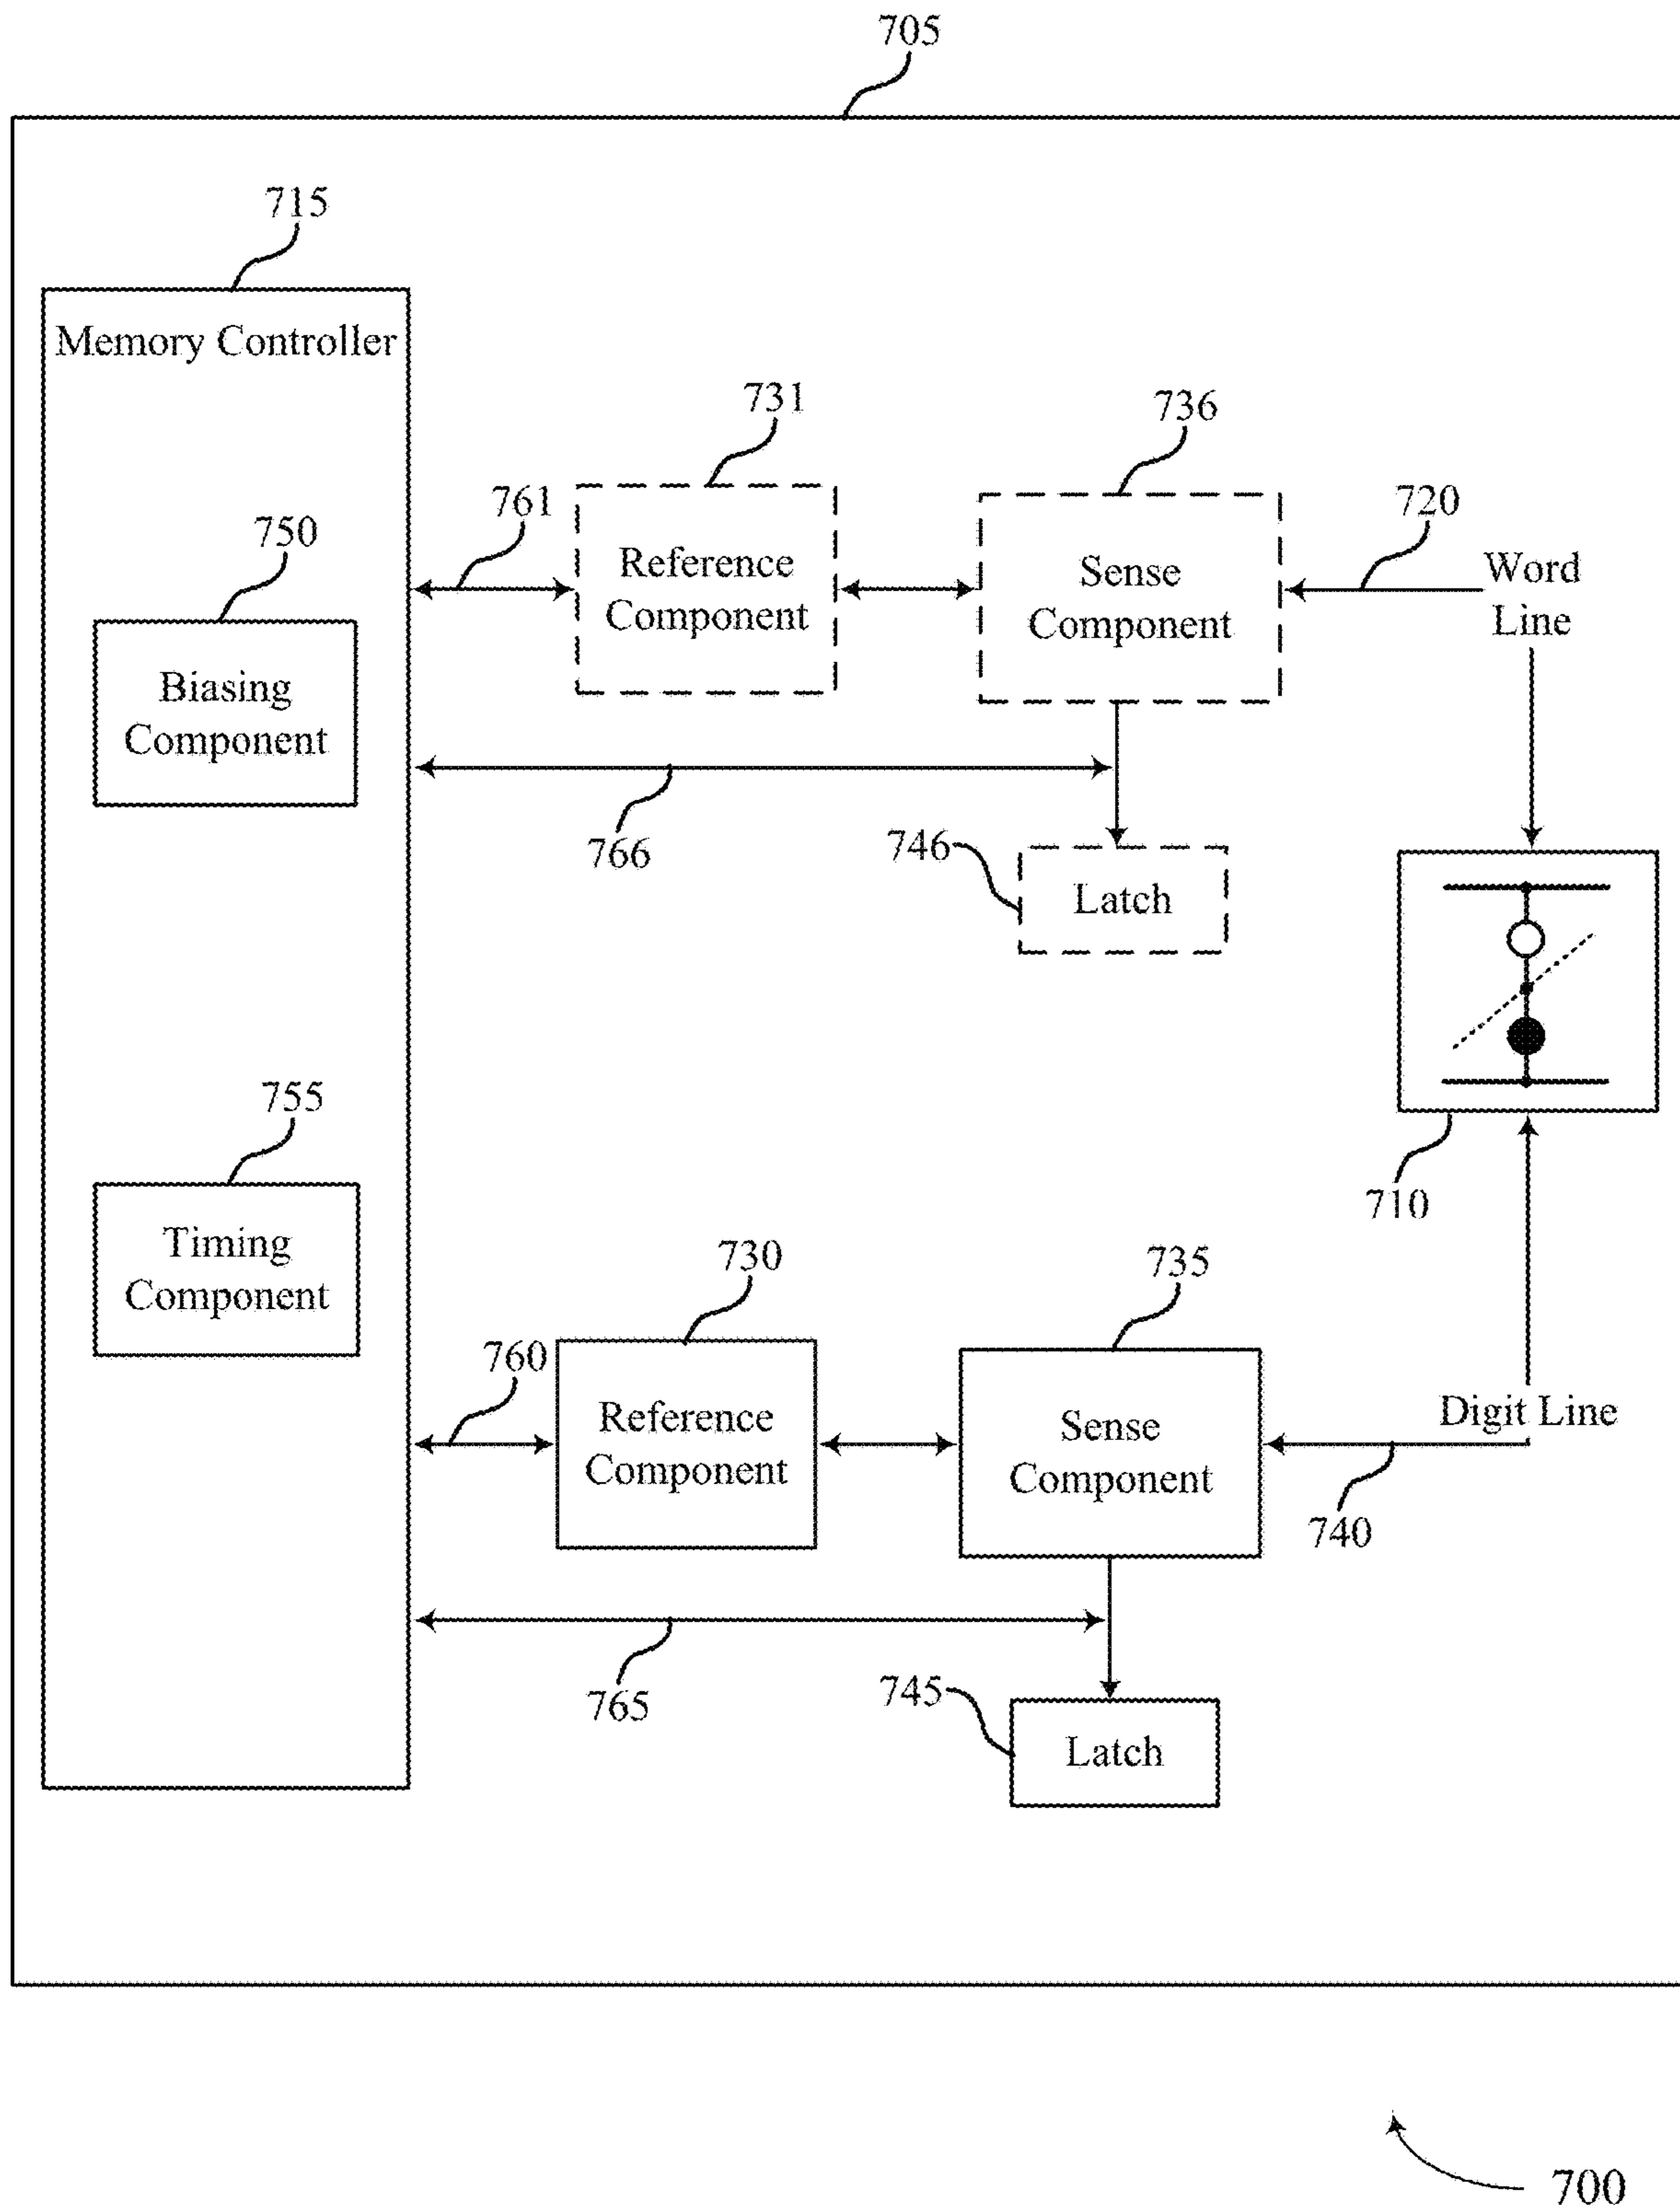 705
715
Memory Controller
731
736
761
720
750
Reference
Component
Sense
Component
Word
Line
Biasing
Component
766
746
Latch
755
710
Timing
Component
730
735
760
Reference
Component
Sense
Component
Digit Line
740
765
745
Latch
700